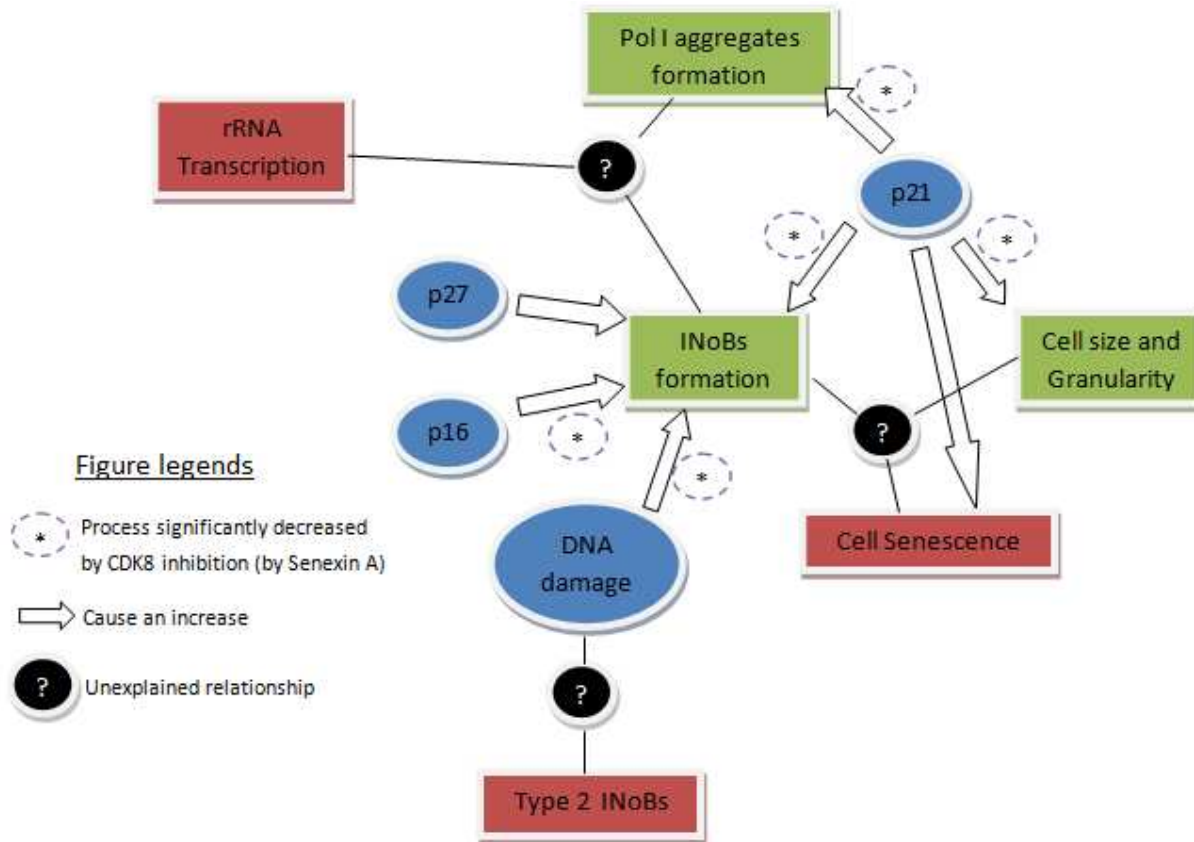 Pol I aggregates
formation
*
rRNA
Transcription
?
p21
*
*
p27
INoBs
formation
Cell size and
Granularity
p16
*
?
Figure legends
*
DNA
damage
Cell Senescence
*
Process significantly decreased
by CDK8 inhibition (by Senexin A)
Cause an increase
?
Unexplained relationship
?
Type 2 INoBs